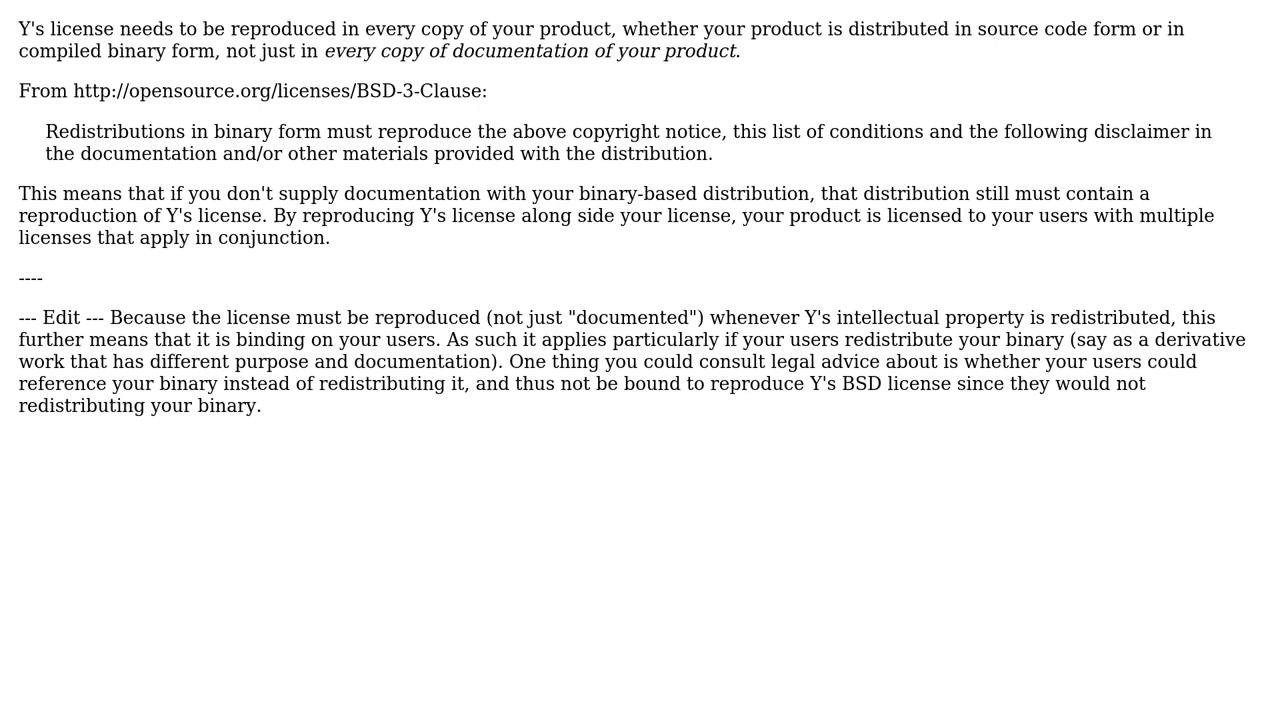 Y's license needs to be reproduced in every copy of your product, whether your product is distributed in source code form or in
compiled binary form, not just in every copy of documentation of your product.
From http://opensource.org/licenses/BSD-3-Clause:
Redistributions in binary form must reproduce the above copyright notice, this list of conditions and the following disclaimer in
the documentation and/or other materials provided with the distribution.
This means that if you don't supply documentation with your binary-based distribution, that distribution still must contain a
reproduction of Y's license. By reproducing Y's license along side your license, your product is licensed to your users with multiple
licenses that apply in conjunction.
----
--- Edit --- Because the license must be reproduced (not just "documented") whenever Y's intellectual property is redistributed, this
further means that it is binding on your users. As such it applies particularly if your users redistribute your binary (say as a derivative
work that has different purpose and documentation). One thing you could consult legal advice about is whether your users could
reference your binary instead of redistributing it, and thus not be bound to reproduce Y's BSD license since they would not
redistributing your binary.